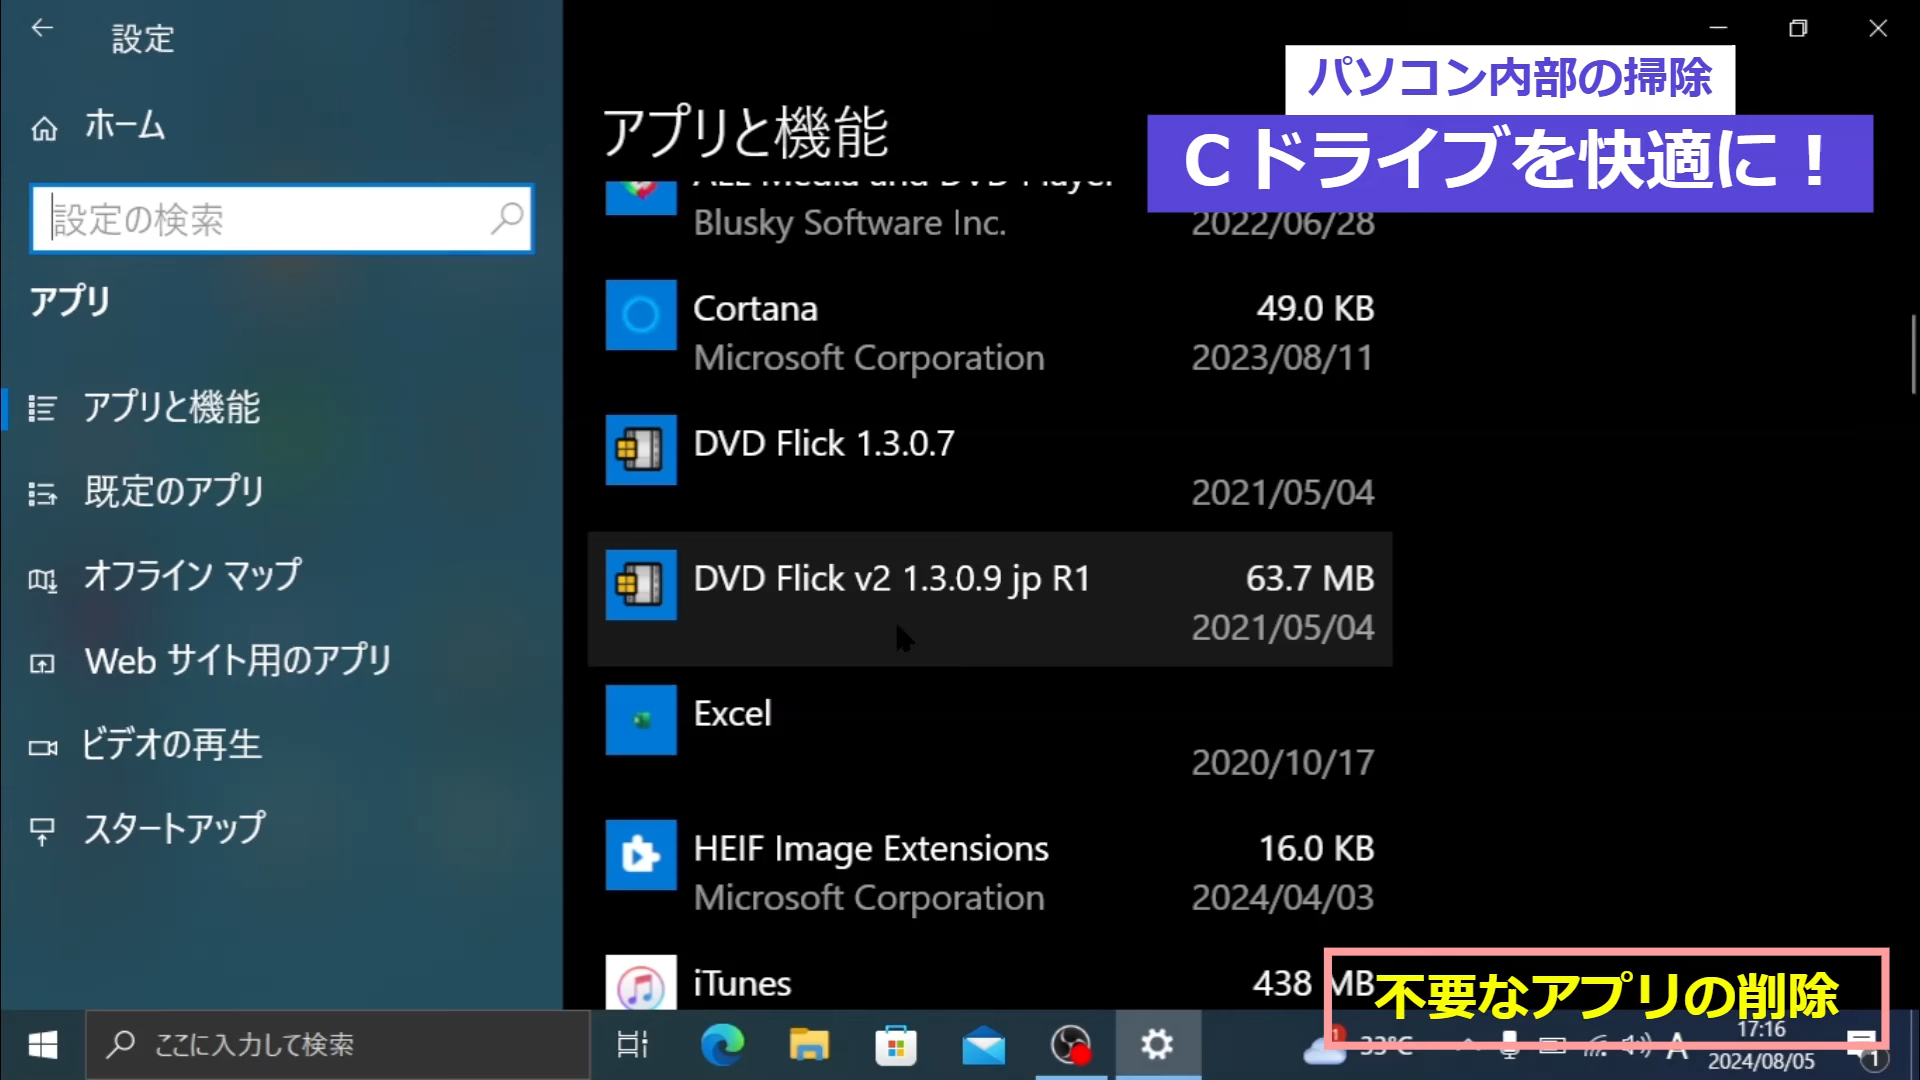 設定
ホーム
設定の検索
アプリ
アプリと機能
既定のアプリ
オフライン マップ
Web サイト用のアプリ
ビデオの再生
スタートアップ
パソコン内部の掃除
Cドライブを快適に！
アプリと機能
ALL Media and DVD Player
Blusky Software Inc.
2022/06/28
Cortana
49.0 KB
Microsoft Corporation
2023/08/11
DVD Flick 1.3.0.7
2021/05/04
DVD Flick v2 1.3.0.9 jp R1
63.7 MB
2021/05/04
Excel
2020/10/17
HEIF Image Extensions
16.0 KB
Microsoft Corporation
2024/04/03
iTunes
438 MB
不要なアプリの削除
ここに入力して検索
1
33°C
A
17:16
2024/08/05
1